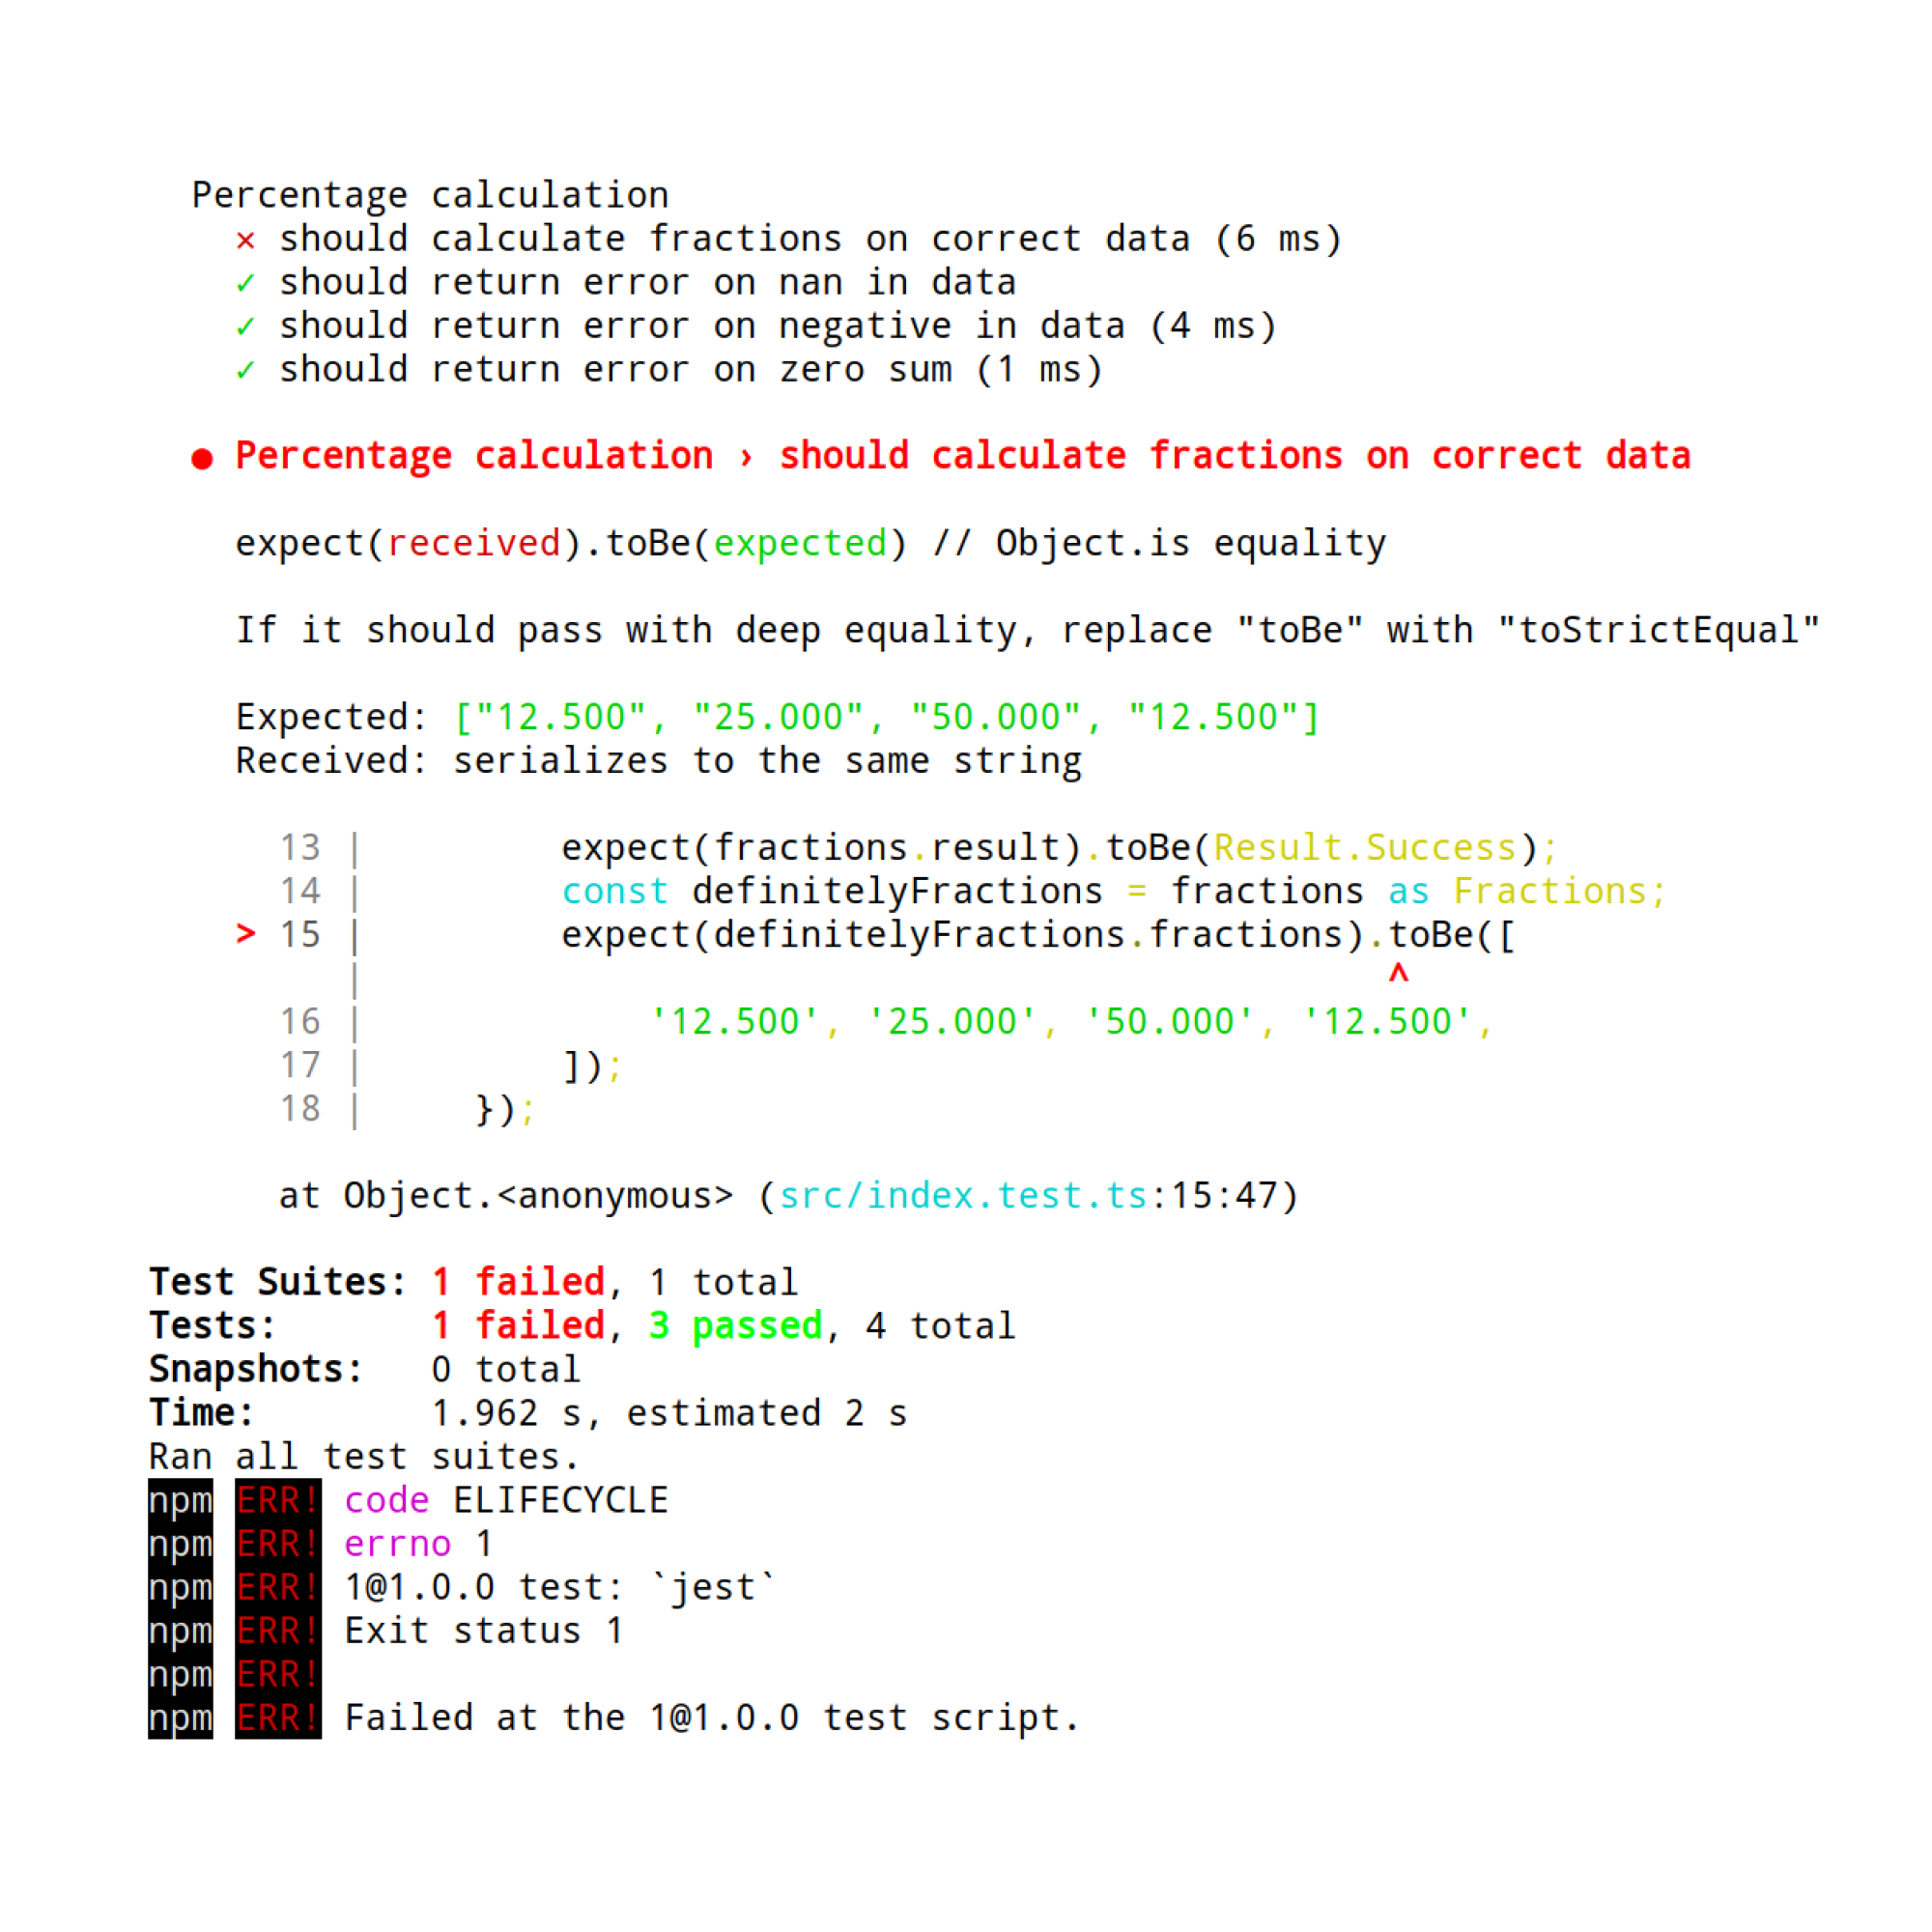 Percentage calculation
✕ should calculate fractions on correct data (6 ms)
✓ should return error on nan in data
✓ should return error on negative in data (4 ms)
✓ should return error on zero sum (1 ms)
● Percentage calculation › should calculate fractions on correct data
expect(received).toBe(expected) // Object.is equality
If it should pass with deep equality, replace "toBe" with "toStrictEqual"
Expected: ["12.500", "25.000", "50.000", "12.500"]
Received: serializes to the same string
13 |         expect(fractions.result).toBe(Result.Success);
14 |         const definitelyFractions = fractions as Fractions;
> 15 |         expect(definitelyFractions.fractions).toBe([
|                                               ^
16 |             '12.500', '25.000', '50.000', '12.500',
17 |         ]);
18 |     });
at Object.<anonymous> (src/index.test.ts:15:47)
Test Suites: 1 failed, 1 total
Tests:       1 failed, 3 passed, 4 total
Snapshots:   0 total
Time:        1.962 s, estimated 2 s
Ran all test suites.
npm ERR! code ELIFECYCLE
npm ERR! errno 1
npm ERR! 1@1.0.0 test: `jest`
npm ERR! Exit status 1
npm ERR!
npm ERR! Failed at the 1@1.0.0 test script.